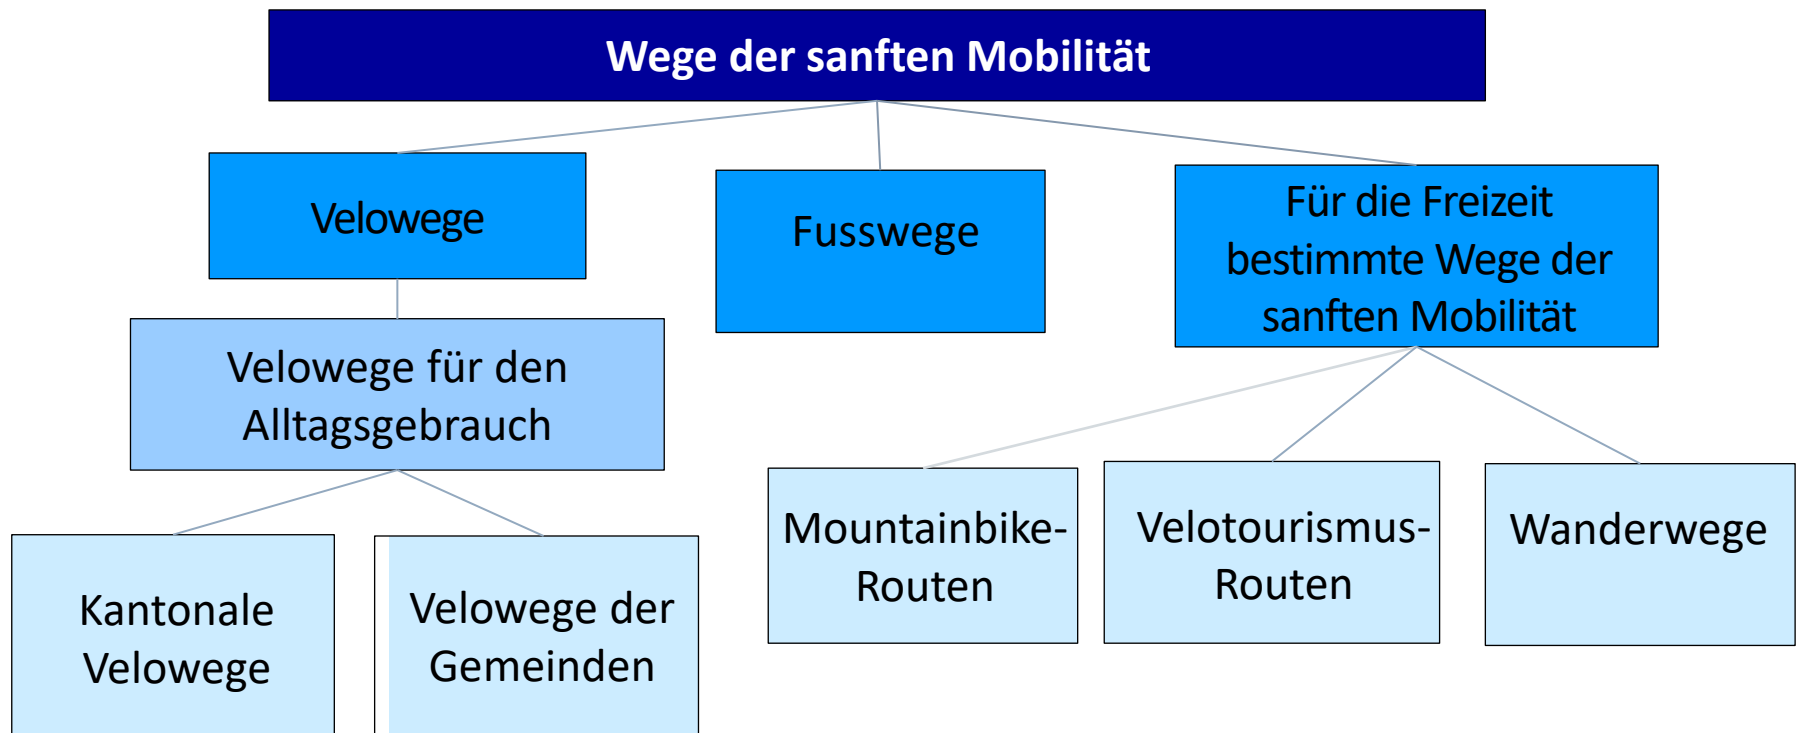 Wege der sanften Mobilität
Velowege
Fusswege
Für die Freizeit
bestimmte Wege der
sanften Mobilität
Velowege für den
Alltagsgebrauch
Mountainbike-
Routen
Velotourismus-
Routen
Wanderwege
Kantonale
Velowege
Velowege der
Gemeinden